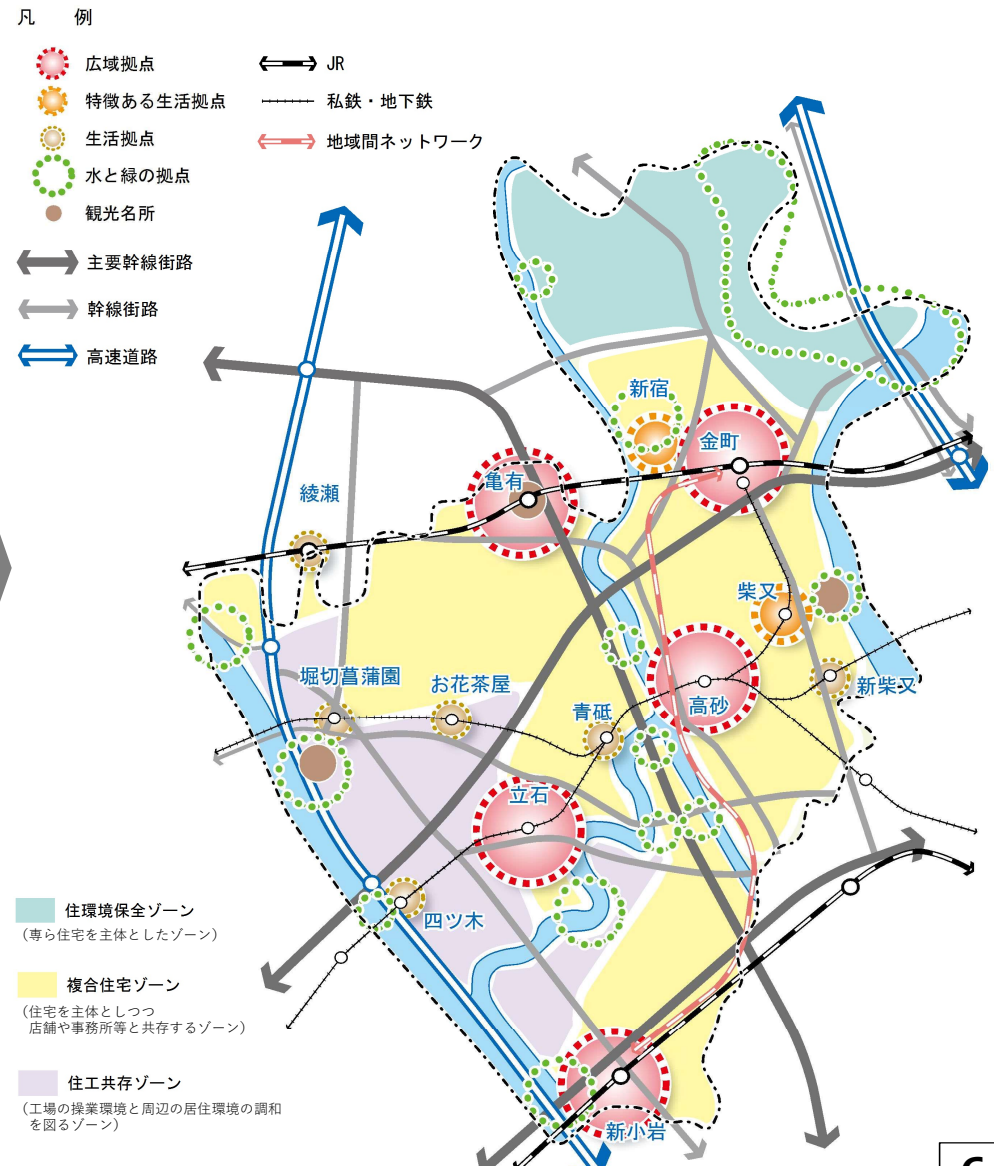 凡　例
広域拠点
特徴ある生活拠点
生活拠点
水と緑の拠点
観光名所
主要幹線街路
幹線街路
高速道路
JR
私鉄・地下鉄
地域間ネットワーク
新宿
金町
亀有
綾瀬
柴又
堀切菖蒲園
お花茶屋
新柴又
高砂
青砥
立石
四ツ木
新小岩
住環境保全ゾーン
（専ら住宅を主体としたゾーン）
複合住宅ゾーン
（住宅を主体としつつ
店舗や事務所等と共存するゾーン）
住工共存ゾーン
（工場の操業環境と周辺の居住環境の調和
を図るゾーン）